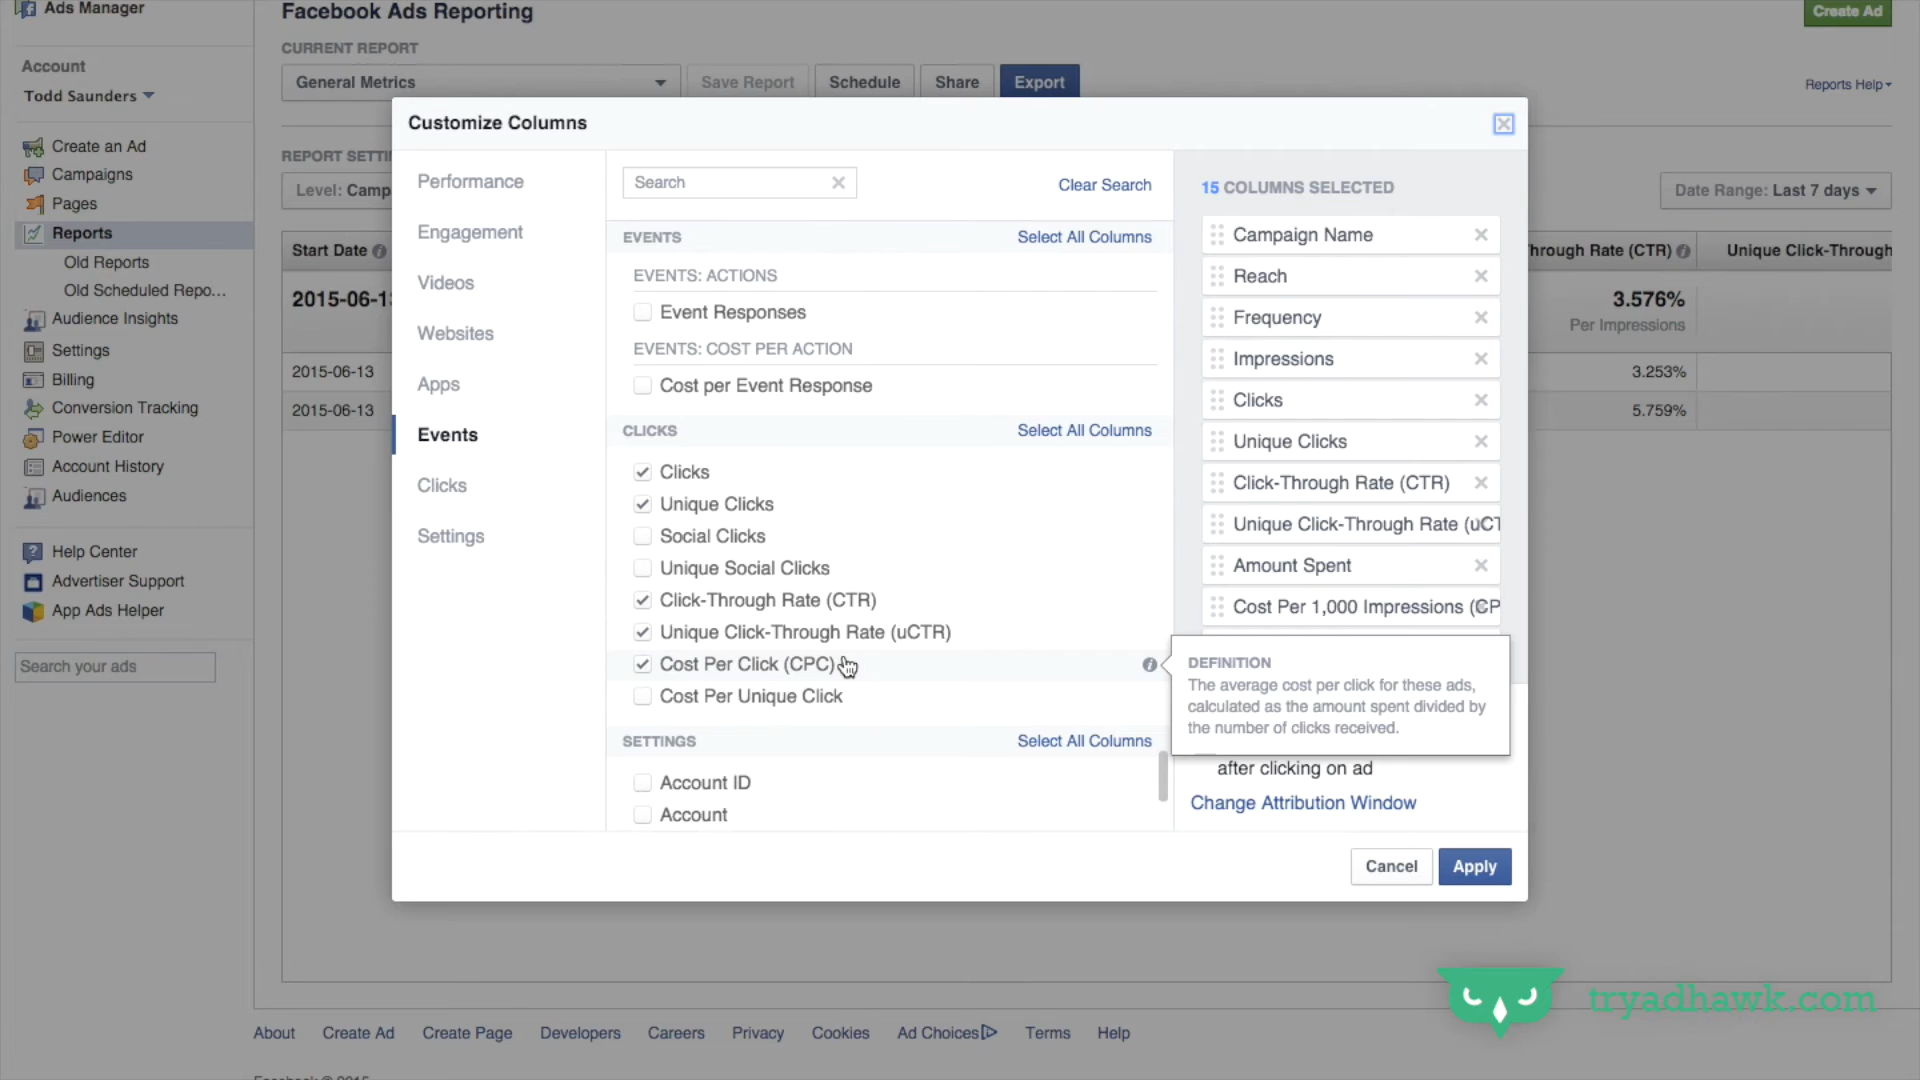 Ads Manager
Account
Todd Saunders
Create an Ad
Campaigns
Pages
Reports
Old Reports
Old Scheduled Repo...
Audience Insights
Settings
Billing
Conversion Tracking
Power Editor
Account History
Audiences
Help Center
Advertiser Support
App Ads Helper
Search your ads
Facebook Ads Reporting
Create Ad
CURRENT REPORT
General Metrics
Save Report
Schedule
Share
Export
Reports Help
REPORT SETTI
Level: Camp
Date Range: Last 7 days
Start Date
hrough Rate (CTR)
Unique Click-Through
2015-06-13
3.576%
Per Impressions
2015-06-13
3.253%
2015-06-13
5.759%
Customize Columns
Performance
Engagement
Videos
Websites
Apps
Events
Clicks
Settings
Search
Clear Search
EVENTS
Select All Columns
EVENTS: ACTIONS
Event Responses
EVENTS: COST PER ACTION
Cost per Event Response
CLICKS
Select All Columns
Clicks
Unique Clicks
Social Clicks
Unique Social Clicks
Click-Through Rate (CTR)
Unique Click-Through Rate (uCTR)
Cost Per Click (CPC)
Cost Per Unique Click
SETTINGS
Select All Columns
Account ID
Account
15 COLUMNS SELECTED
Campaign Name
Reach
Frequency
Impressions
Clicks
Unique Clicks
Click-Through Rate (CTR)
Unique Click-Through Rate (uCT
Amount Spent
Cost Per 1,000 Impressions (CP
DEFINITION
The average cost per click for these ads,
calculated as the amount spent divided by
the number of clicks received.
after clicking on ad
Change Attribution Window
Cancel
Apply
tryadhawk.com
About
Create Ad
Create Page
Developers
Careers
Privacy
Cookies
Ad Choices
Terms
Help